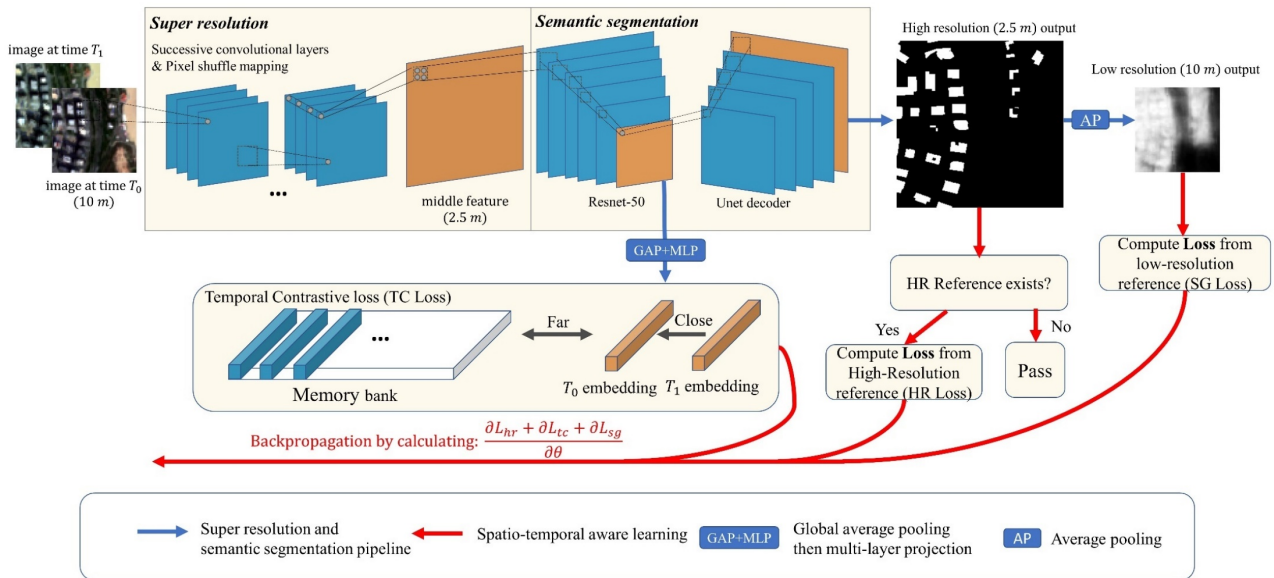 Super resolution
Semantic segmentation
High resolution (2.5 m) output
image at time T₁
Successive convolutional layers
& Pixel shuffle mapping
Low resolution (10 m) output
AP
image at time T₀
(10 m)
...
middle feature
(2.5 m)
Resnet-50
Unet decoder
GAP+MLP
Compute Loss from
low-resolution
reference (SG Loss)
HR Reference exists?
Temporal Contrastive loss (TC Loss)
...
Far
Close
Yes
No
Compute Loss from
High-Resolution
reference (HR Loss)
Pass
Memory bank
T₀ embedding
T₁ embedding
Backpropagation by calculating: ∂L_hr + ∂L_tc + ∂L_sg
∂θ
Super resolution and
semantic segmentation pipeline
Spatio-temporal aware learning
GAP+MLP
Global average pooling
then multi-layer projection
AP
Average pooling